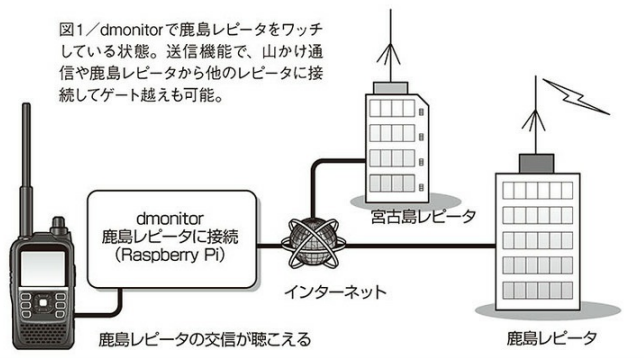 図1/dmonitorで鹿島レピータをワッチ
している状態。送信機能で、山かけ通
信や鹿島レピータから他のレピータに接
続してゲート越えも可能。
宮古島レピータ
dmonitor
鹿島レピータに接続
(Raspberry Pi)
インターネット
鹿島レピータの交信が聴こえる
鹿島レピータ